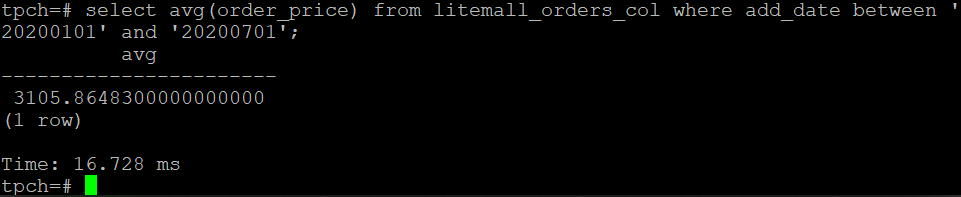 tpch=# select avg(order_price) from litemall_orders_col where add_date between '
20200101' and '20200701';
          avg
-----------------------
 3105.8648300000000000
(1 row)

Time: 16.728 ms
tpch=#